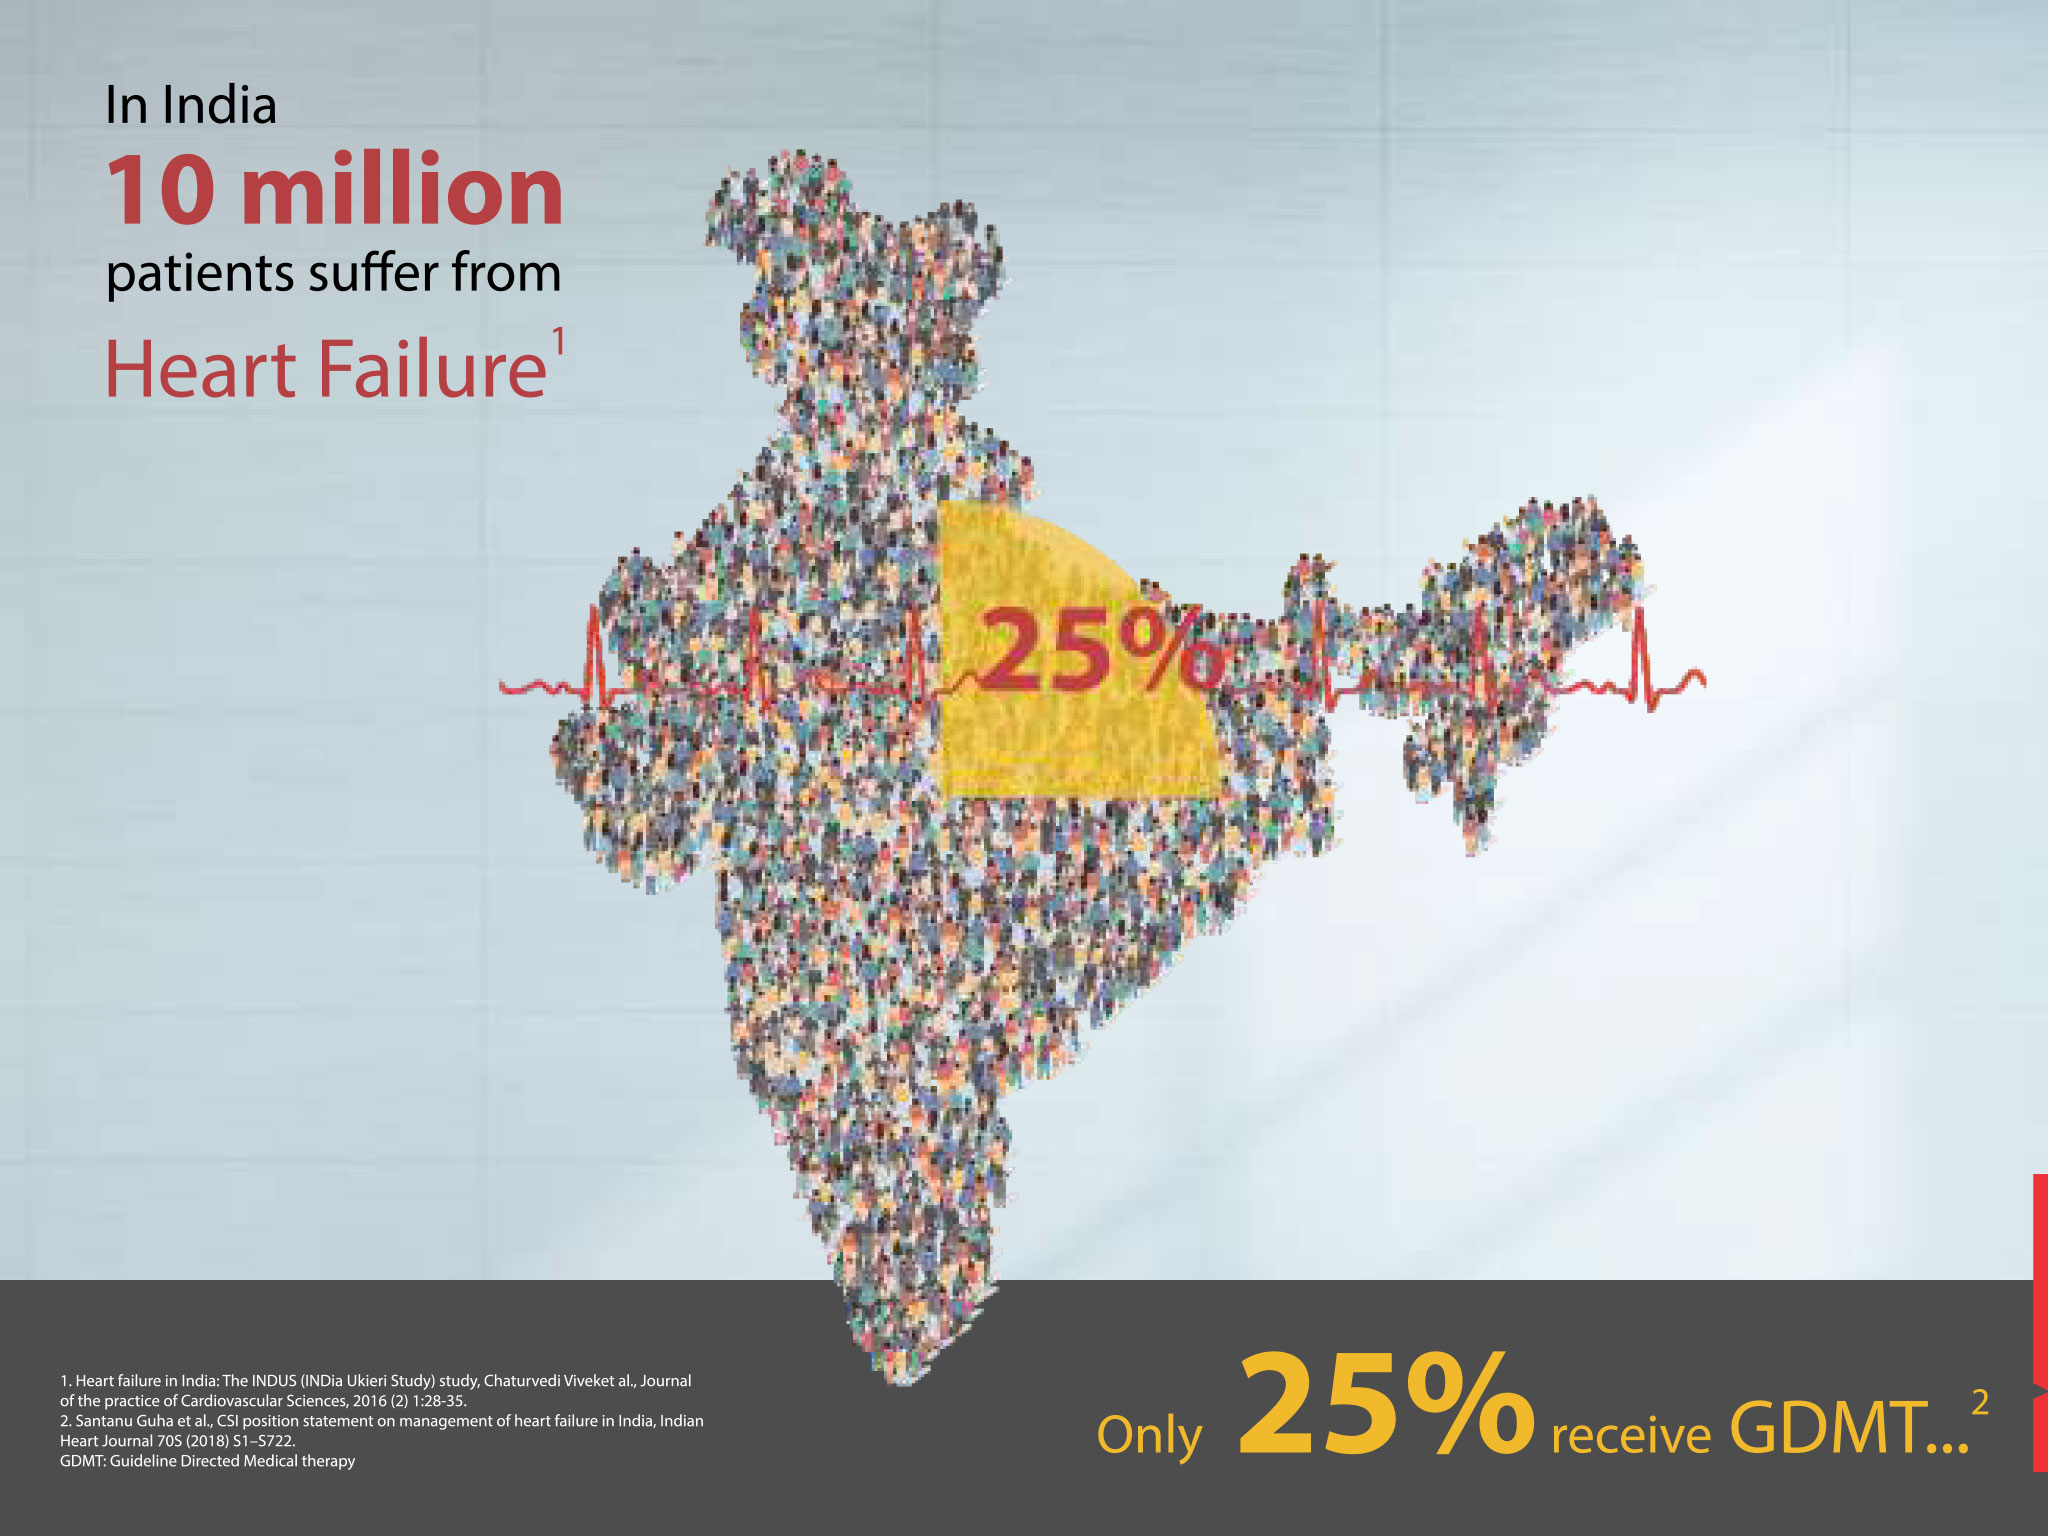 In India
10 million
patients suffer from
Heart Failure1
25%
1. Heart failure in India: The INDUS (INDia Ukieri Study) study, Chaturvedi Viveket al., Journal
of the practice of Cardiovascular Sciences, 2016 (2) 1:28-35.
2. Santanu Guha et al., CSI position statement on management of heart failure in India, Indian
Heart Journal 70S (2018) S1–S722.
GDMT: Guideline Directed Medical therapy
Only 25% receive GDMT...2